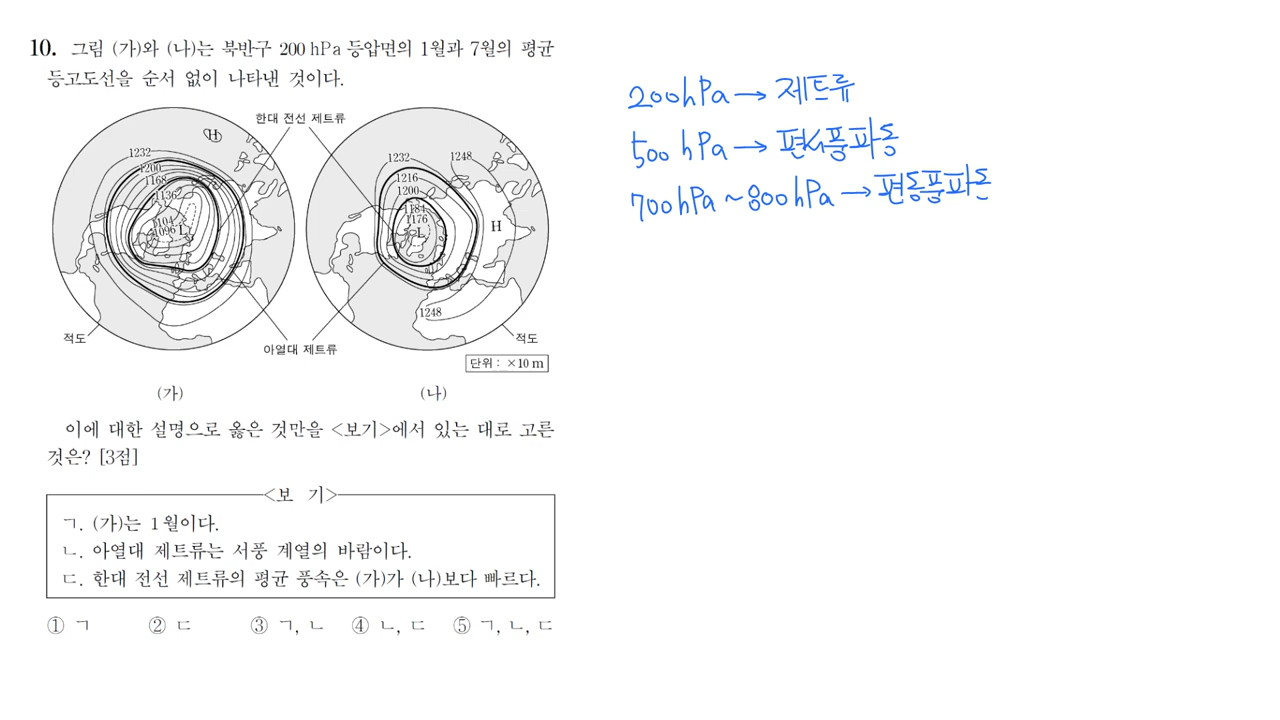 10. 그림 (가)와 (나)는 북반구 200 hPa 등압면의 1월과 7월의 평균
등고도선을 순서 없이 나타낸 것이다.
한대 전선 제트류
H
1232
1200
1168
1136
1104
1096
L
1232
1248
1216
1200
1184
1176
L
H
1248
적도
아열대 제트류
적도
단위 : ×10 m
(가)
(나)
이에 대한 설명으로 옳은 것만을 <보기>에서 있는 대로 고른
것은? [3점]
<보 기>
ㄱ. (가)는 1월이다.
ㄴ. 아열대 제트류는 서풍 계열의 바람이다.
ㄷ. 한대 전선 제트류의 평균 풍속은 (가)가 (나)보다 빠르다.
① ㄱ ② ㄷ ③ ㄱ, ㄴ ④ ㄴ, ㄷ ⑤ ㄱ, ㄴ, ㄷ
200hPa → 제트류
500 hPa → 편서풍파동
700hPa ~ 800hPa → 편동풍파동